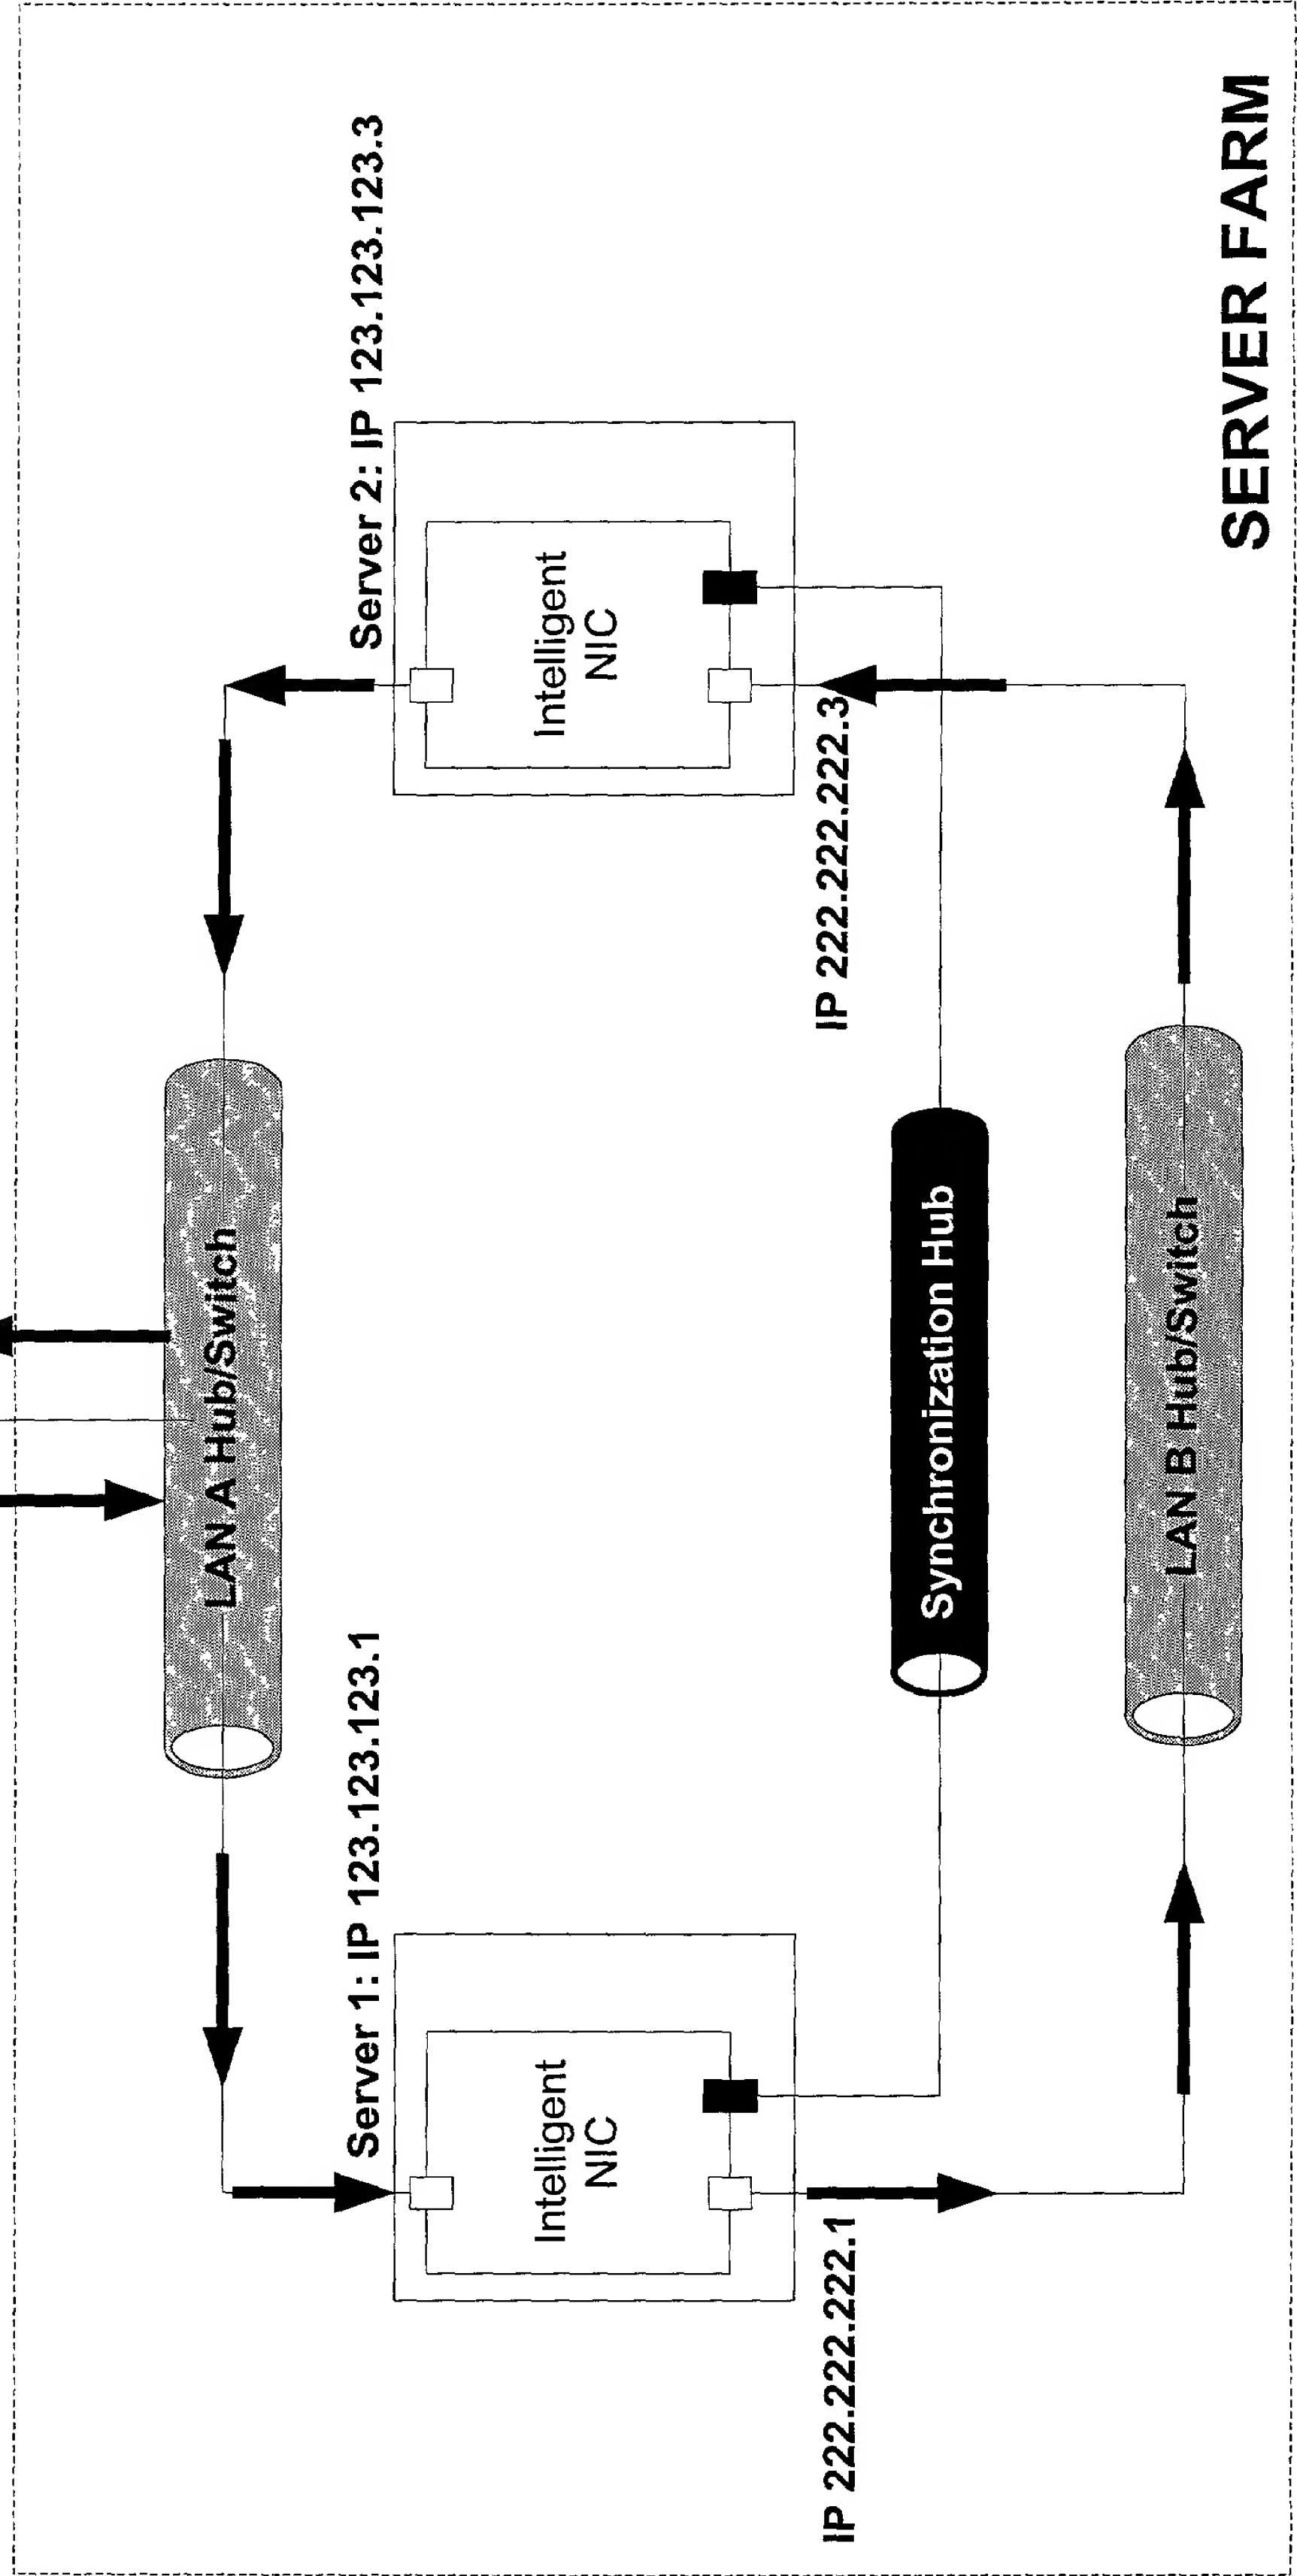 LAN A Hub/Switch
Server 1: IP 123.123.123.1
Server 2: IP 123.123.123.3
Intelligent
NIC
Intelligent
NIC
IP 222.222.222.1
IP 222.222.222.3
Synchronization Hub
LAN B Hub/Switch
SERVER FARM